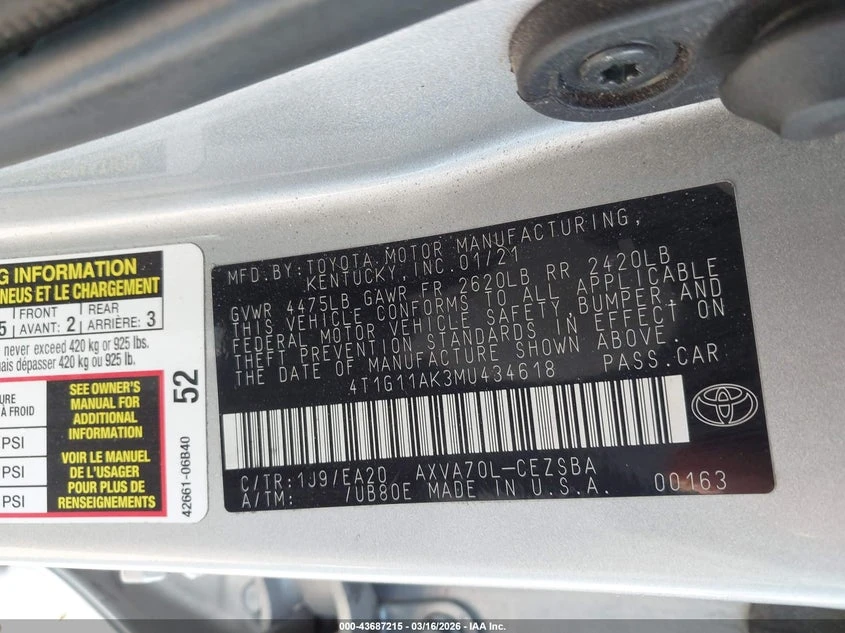 G INFORMATION
NEUS ET LE CHARGEMENT
5 FRONT REAR
AVANT: 2 ARRIÈRE: 3
never exceed 420 kg or 925 lbs.
ais dépasser 420 kg ou 925 lb.
URE
À FROID
SEE OWNER'S
MANUAL FOR
ADDITIONAL
INFORMATION
PSI
VOIR LE MANUEL
DE L'USAGER
POUR PLUS DE
RENSEIGNEMENTS
PSI
PSI
52
42661-06B40
MFD.BY:TOYOTA MOTOR MANUFACTURING,
KENTUCKY,INC.01/21
GVWR 4475LB GAWR FR 2620LB RR 2420LB
THIS VEHICLE CONFORMS TO ALL APPLICABLE
FEDERAL MOTOR VEHICLE SAFETY,BUMPER,AND
THEFT PREVENTION STANDARDS IN EFFECT ON
THE DATE OF MANUFACTURE SHOWN ABOVE.
4T1G11AK3MU434618 PASS.CAR
C/TR:1J9/EA20 AXVA70L-CEZSBA
A/TM: /UB80E MADE IN U.S.A. 00163
000-43687215 - 03/16/2026 - IAA Inc.